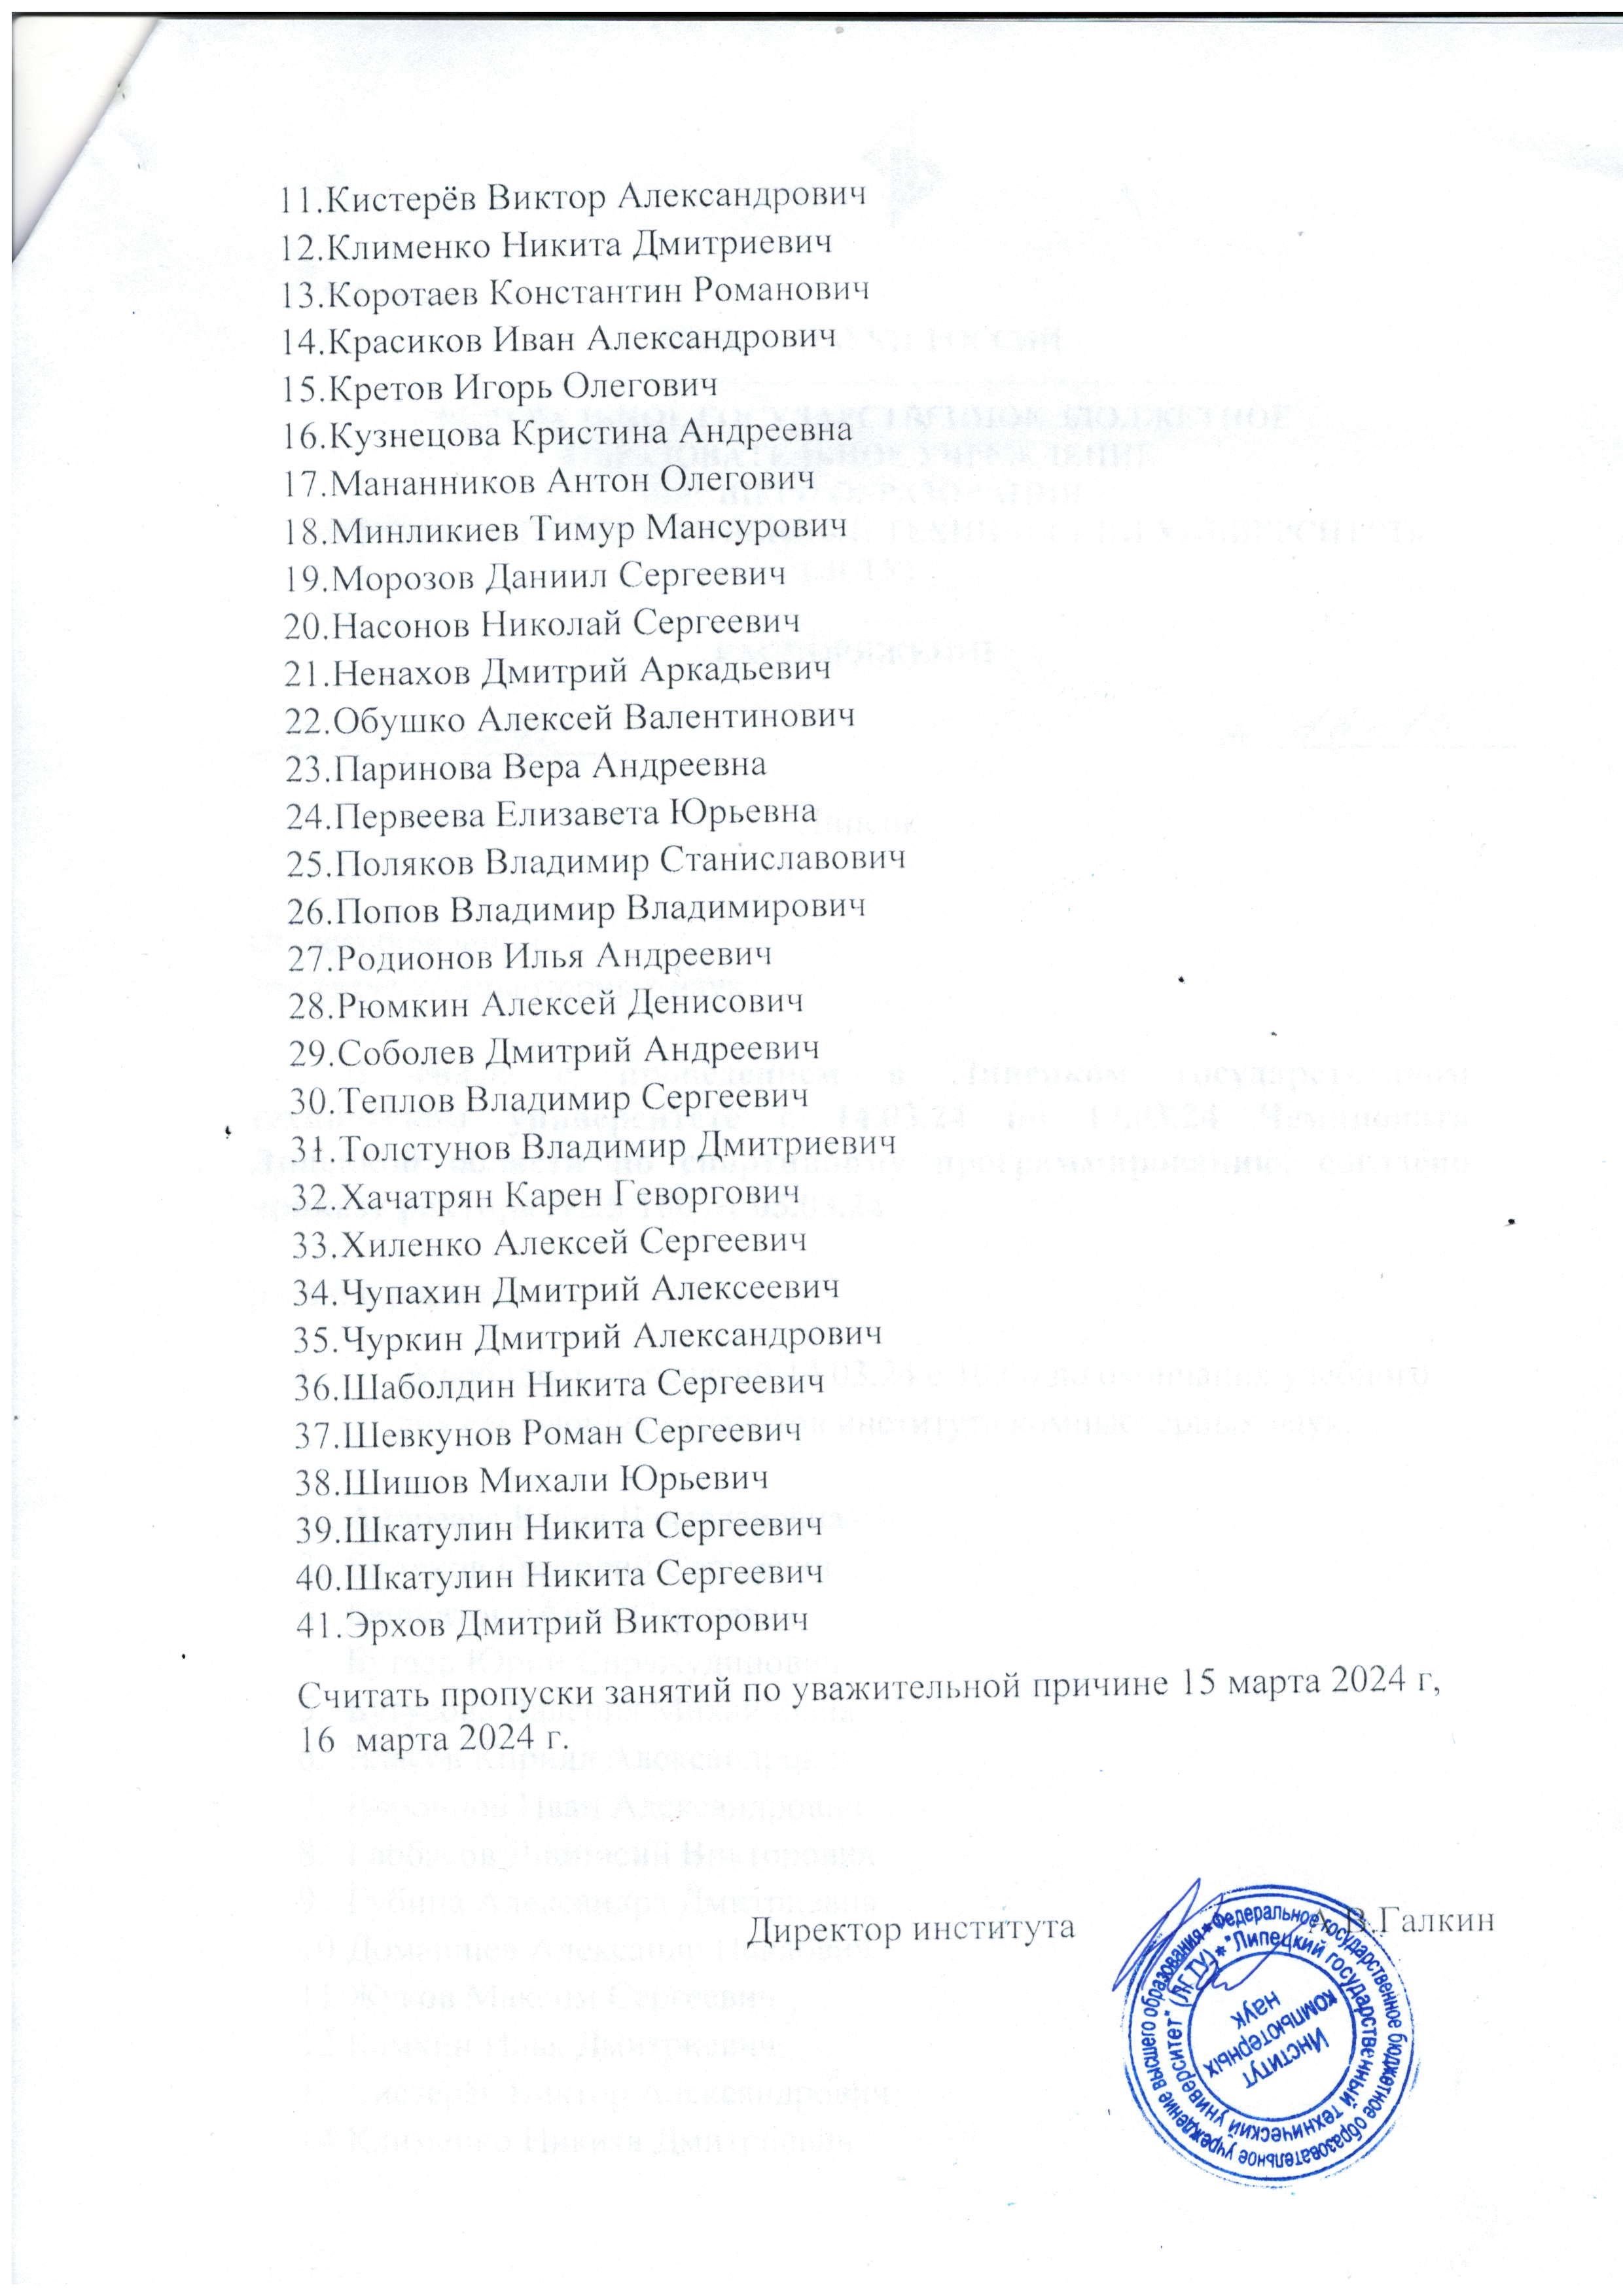 11.Кистерёв Виктор Александрович
12.Клименко Никита Дмитриевич
13.Коротаев Константин Романович
14.Красиков Иван Александрович
15.Кретов Игорь Олегович
16.Кузнецова Кристина Андреевна
17.Мананников Антон Олегович
18.Минликиев Тимур Мансурович
19.Морозов Даниил Сергеевич
20.Насонов Николай Сергеевич
21.Ненахов Дмитрий Аркадьевич
22.Обушко Алексей Валентинович
23.Паринова Вера Андреевна
24.Первеева Елизавета Юрьевна
25.Поляков Владимир Станиславович
26.Попов Владимир Владимирович
27.Родионов Илья Андреевич
28.Рюмкин Алексей Денисович
29.Соболев Дмитрий Андреевич
30.Теплов Владимир Сергеевич
31.Толстунов Владимир Дмитриевич
32.Хачатрян Карен Геворгович
33.Хиленко Алексей Сергеевич
34.Чупахин Дмитрий Алексеевич
35.Чуркин Дмитрий Александрович
36.Шаболдин Никита Сергеевич
37.Шевкунов Роман Сергеевич
38.Шишов Михали Юрьевич
39.Шкатулин Никита Сергеевич
40.Шкатулин Никита Сергеевич
41.Эрхов Дмитрий Викторович
Считать пропуски занятий по уважительной причине 15 марта 2024 г,
16 марта 2024 г.
Директор института А.В.Галкин
Федеральное государственное бюджетное образовательное учреждение высшего образования
"Липецкий государственный технический университет" (ЛГТУ)
Институт
компьютерных
наук